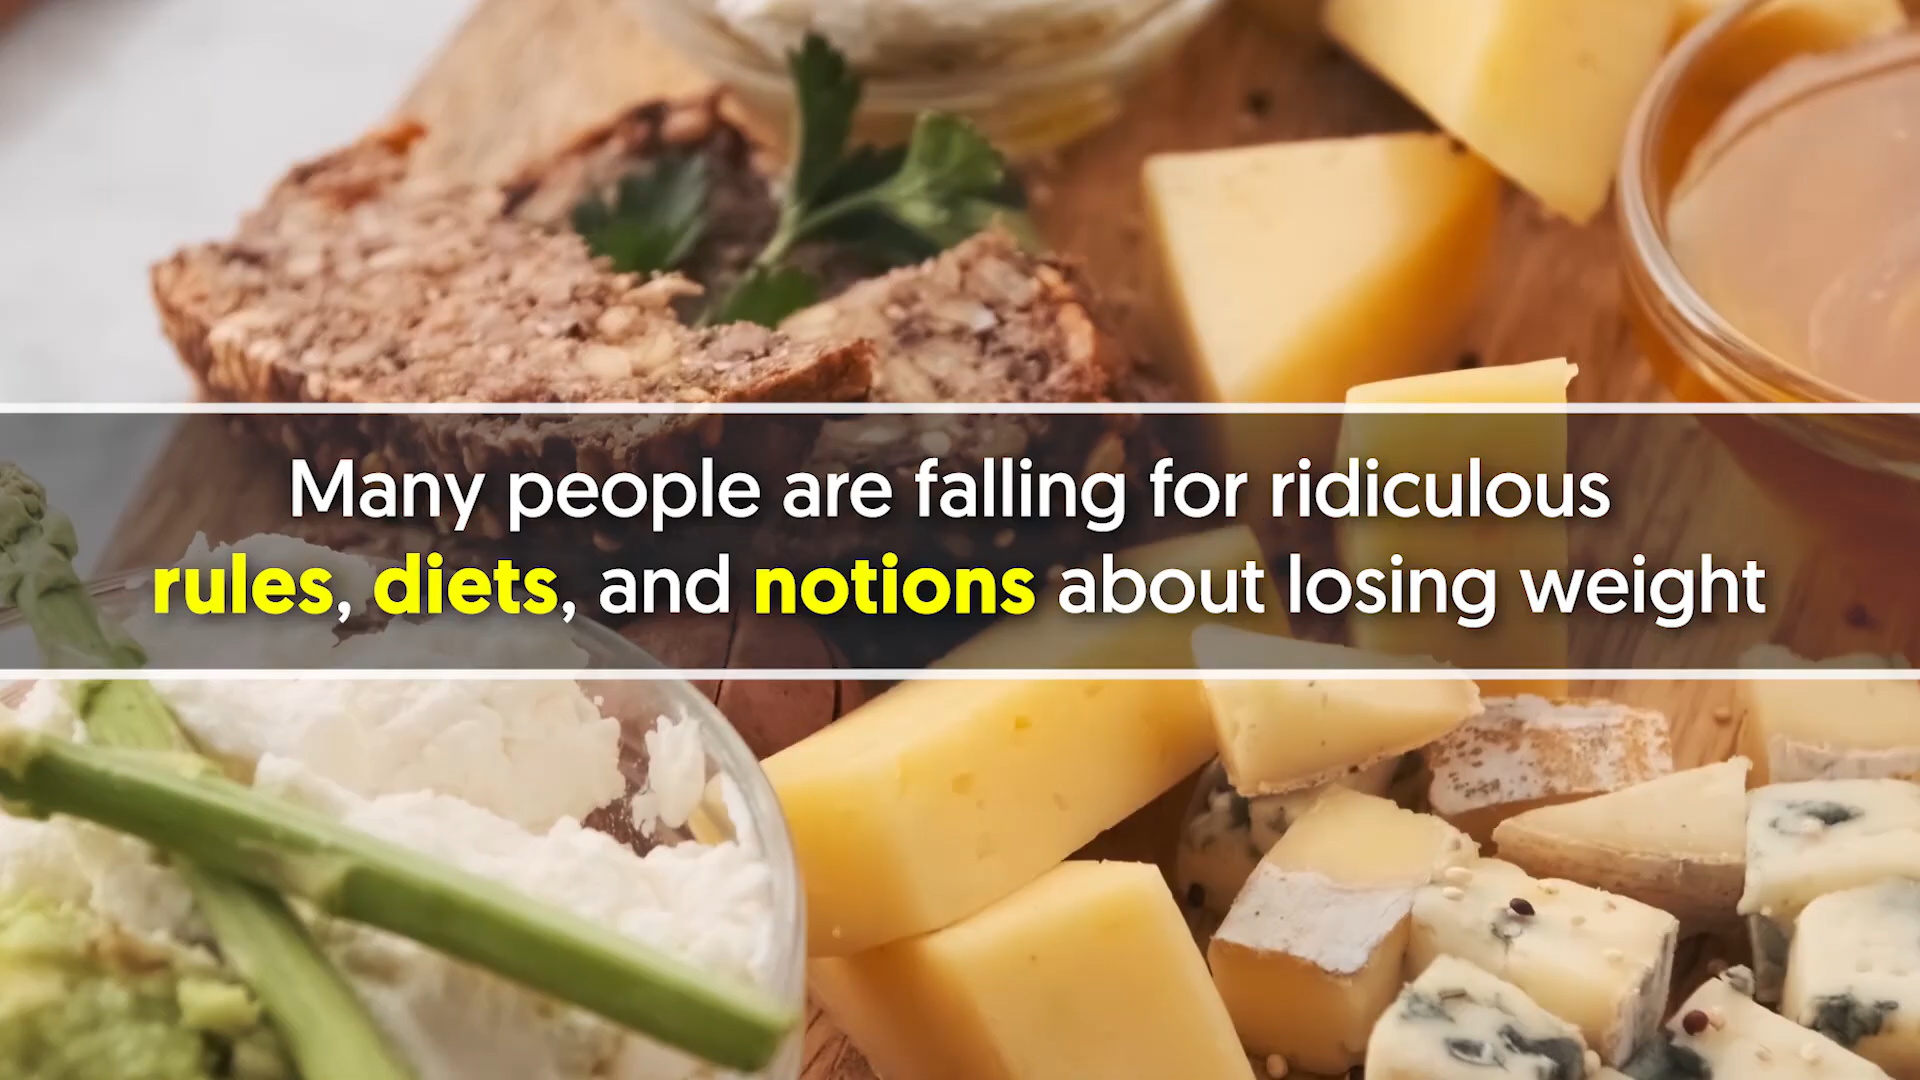 Many people are falling for ridiculous
rules, diets, and notions about losing weight